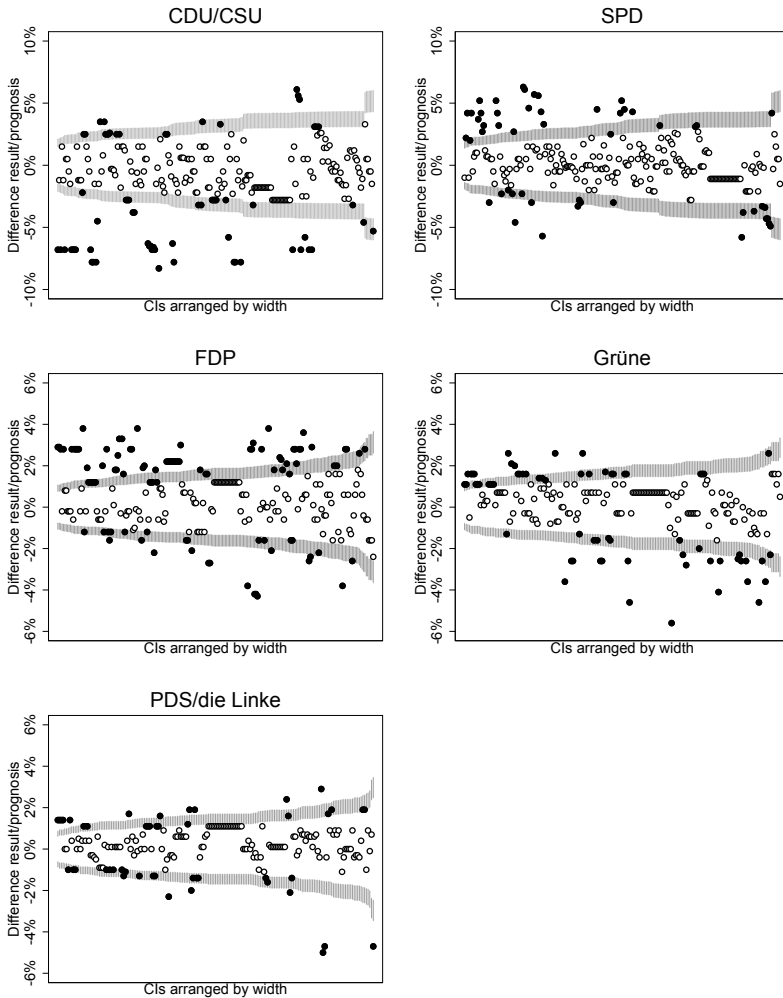 CDU/CSU
Difference result/prognosis
10%
5%
0%
-5%
-10%
CIs arranged by width
SPD
Difference result/prognosis
10%
5%
0%
-5%
-10%
CIs arranged by width
FDP
Difference result/prognosis
6%
4%
2%
0%
-2%
-4%
-6%
CIs arranged by width
Grüne
Difference result/prognosis
6%
4%
2%
0%
-2%
-4%
-6%
CIs arranged by width
PDS/die Linke
Difference result/prognosis
6%
4%
2%
0%
-2%
-4%
-6%
CIs arranged by width